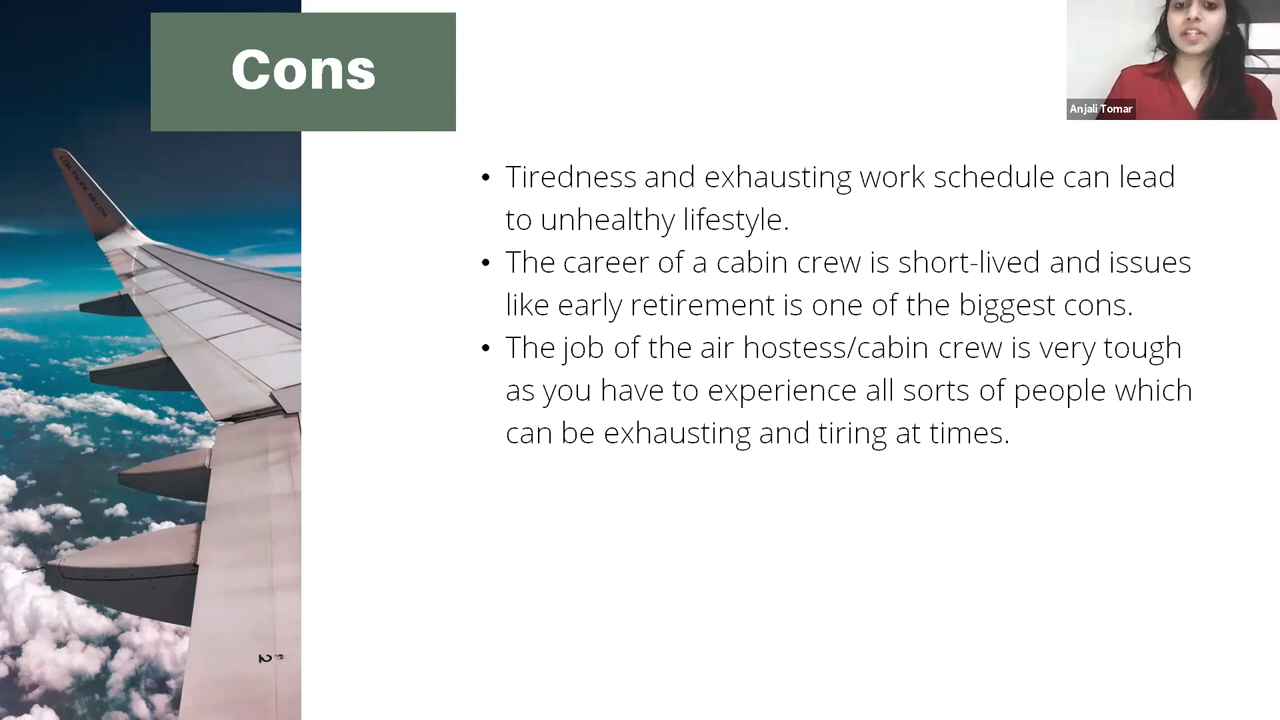 Cons
Anjali Tomar
• Tiredness and exhausting work schedule can lead
to unhealthy lifestyle.
• The career of a cabin crew is short-lived and issues
like early retirement is one of the biggest cons.
• The job of the air hostess/cabin crew is very tough
as you have to experience all sorts of people which
can be exhausting and tiring at times.
2